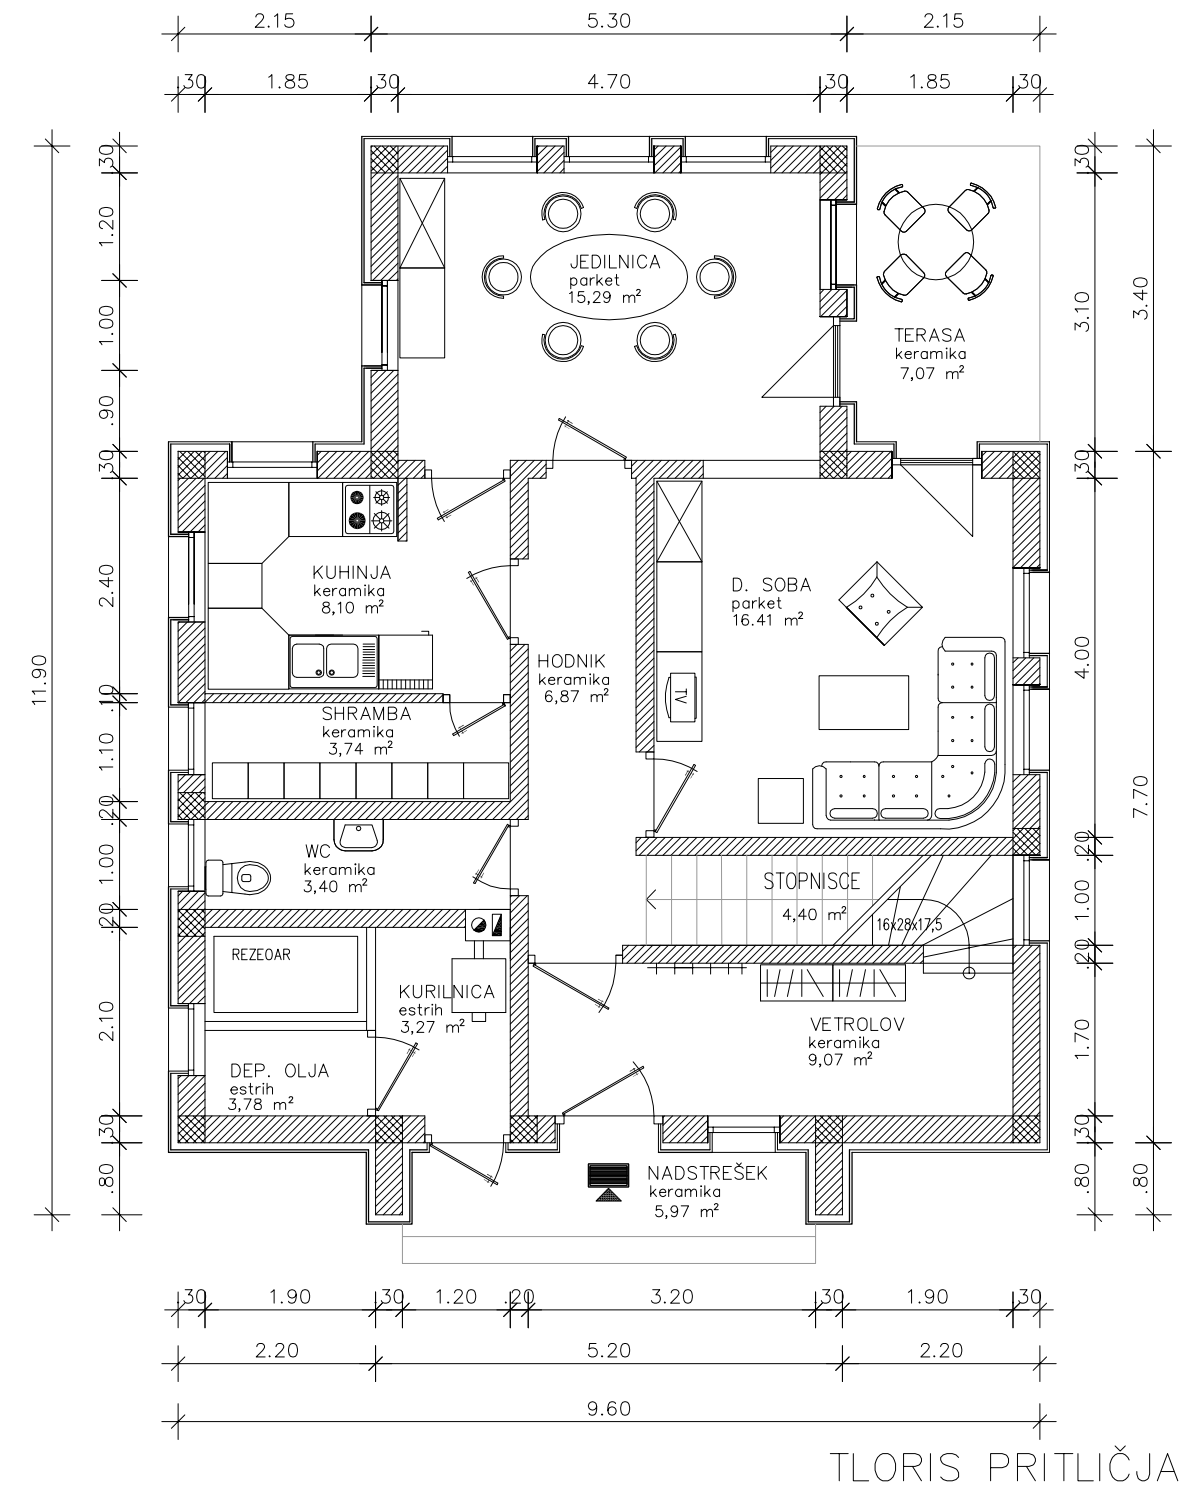 2.15 5.30 2.15
.30 1.85 .30 4.70 .30 1.85 .30
11.90
.30
1.20
1.00
.90
.30
2.40
.10
1.10
.20
1.00
.20
2.10
.30
.80
JEDILNICA
parket
15,29 m²
TERASA
keramika
7,07 m²
KUHINJA
keramika
8,10 m²
D. SOBA
parket
16.41 m²
HODNIK
keramika
6,87 m²
TV
SHRAMBA
keramika
3,74 m²
WC
keramika
3,40 m²
STOPNISCE
4,40 m²
16x28x17,5
REZEOAR
KURILNICA
estrih
3,27 m²
VETROLOV
keramika
9,07 m²
DEP. OLJA
estrih
3,78 m²
NADSTREŠEK
keramika
5,97 m²
.30
3.10
.30
4.00
.20
1.00
.20
1.70
.30
.80
3.40
7.70
.80
.30 1.90 .30 1.20 .20 3.20 .30 1.90 .30
2.20 5.20 2.20
9.60
TLORIS PRITLIČJA